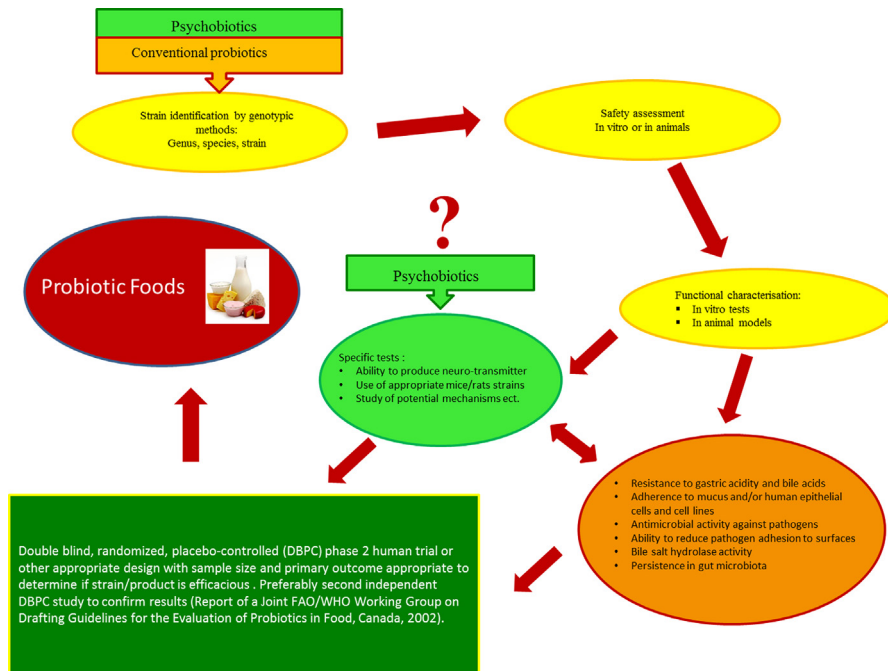 Psychobiotics
Conventional probiotics
Strain identification by genotypic
methods:
Genus, species, strain
Safety assessment
In vitro or in animals
?
Psychobiotics
Probiotic Foods
Functional characterisation:
▪ In vitro tests
▪ In animal models
Specific tests :
• Ability to produce neuro-transmitter
• Use of appropriate mice/rats strains
• Study of potential mechanisms ect.
• Resistance to gastric acidity and bile acids
• Adherence to mucus and/or human epithelial
cells and cell lines
• Antimicrobial activity against pathogens
• Ability to reduce pathogen adhesion to surfaces
• Bile salt hydrolase activity
• Persistence in gut microbiota
Double blind, randomized, placebo-controlled (DBPC) phase 2 human trial or
other appropriate design with sample size and primary outcome appropriate to
determine if strain/product is efficacious . Preferably second independent
DBPC study to confirm results (Report of a Joint FAO/WHO Working Group on
Drafting Guidelines for the Evaluation of Probiotics in Food, Canada, 2002).